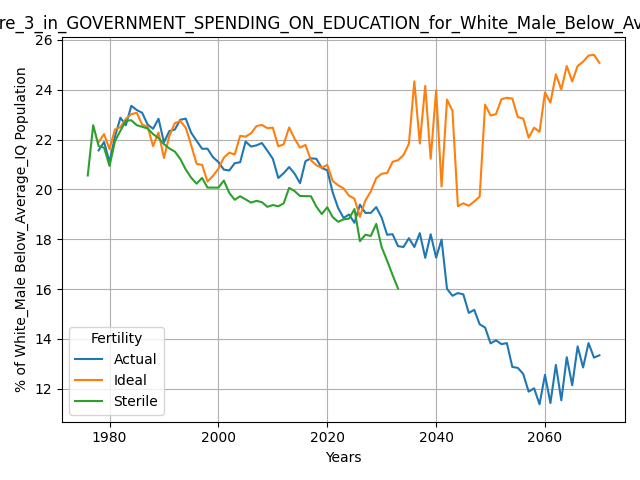 re_3_in_GOVERNMENT_SPENDING_ON_EDUCATION_for_White_Male_Below_Av
% of White_Male Below_Average_IQ Population
26
24
22
20
18
16
14
12
Fertility
Actual
Ideal
Sterile
1980
2000
2020
2040
2060
Years